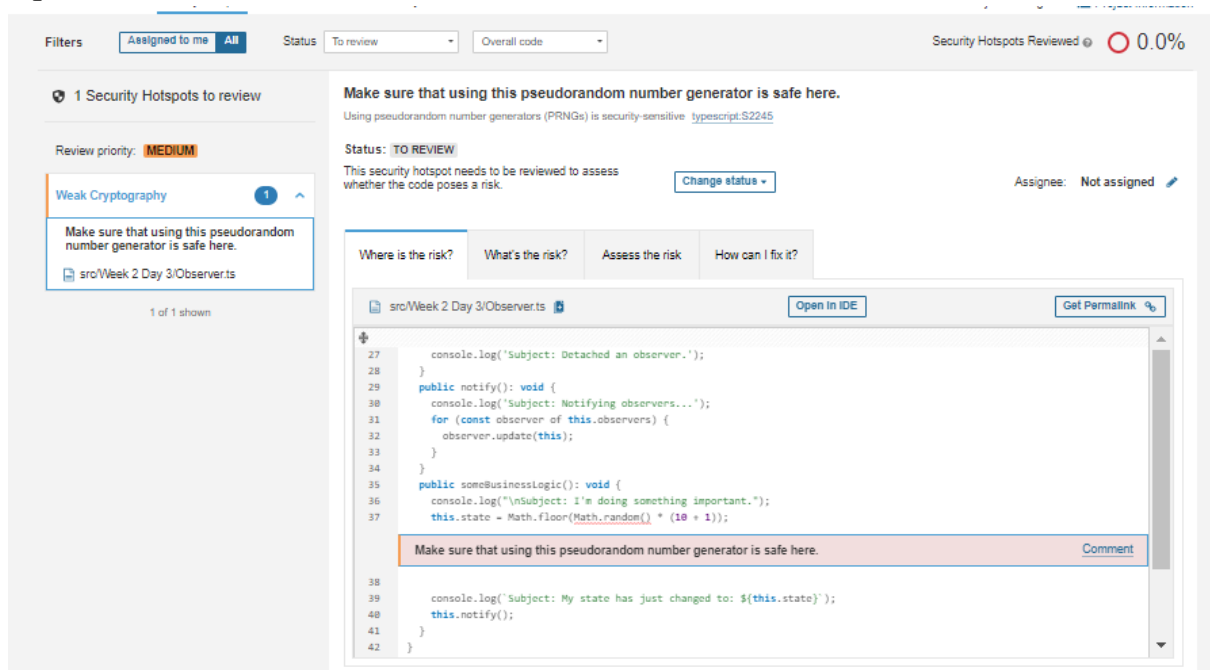 Filters
Assigned to me All
Status To review
Overall code
Security Hotspots Reviewed
0.0%
1 Security Hotspots to review
Review priority: MEDIUM
Weak Cryptography 1
Make sure that using this pseudorandom
number generator is safe here.
src/Week 2 Day 3/Observer.ts
1 of 1 shown
Make sure that using this pseudorandom number generator is safe here.
Using pseudorandom number generators (PRNGs) is security-sensitive typescript:S2245
Status: TO REVIEW
This security hotspot needs to be reviewed to assess
whether the code poses a risk.
Change status
Assignee: Not assigned
Where is the risk? What's the risk? Assess the risk How can I fix it?
src/Week 2 Day 3/Observer.ts
Open in IDE
Get Permalink
27 console.log('Subject: Detached an observer.');
28 }
29 public notify(): void {
30 console.log('Subject: Notifying observers...');
31 for (const observer of this.observers) {
32 observer.update(this);
33 }
34 }
35 public someBusinessLogic(): void {
36 console.log("\nSubject: I'm doing something important.");
37 this.state = Math.floor(Math.random() * (10 + 1));
Make sure that using this pseudorandom number generator is safe here.
Comment
38
39 console.log(`Subject: My state has just changed to: ${this.state}`);
40 this.notify();
41 }
42 }